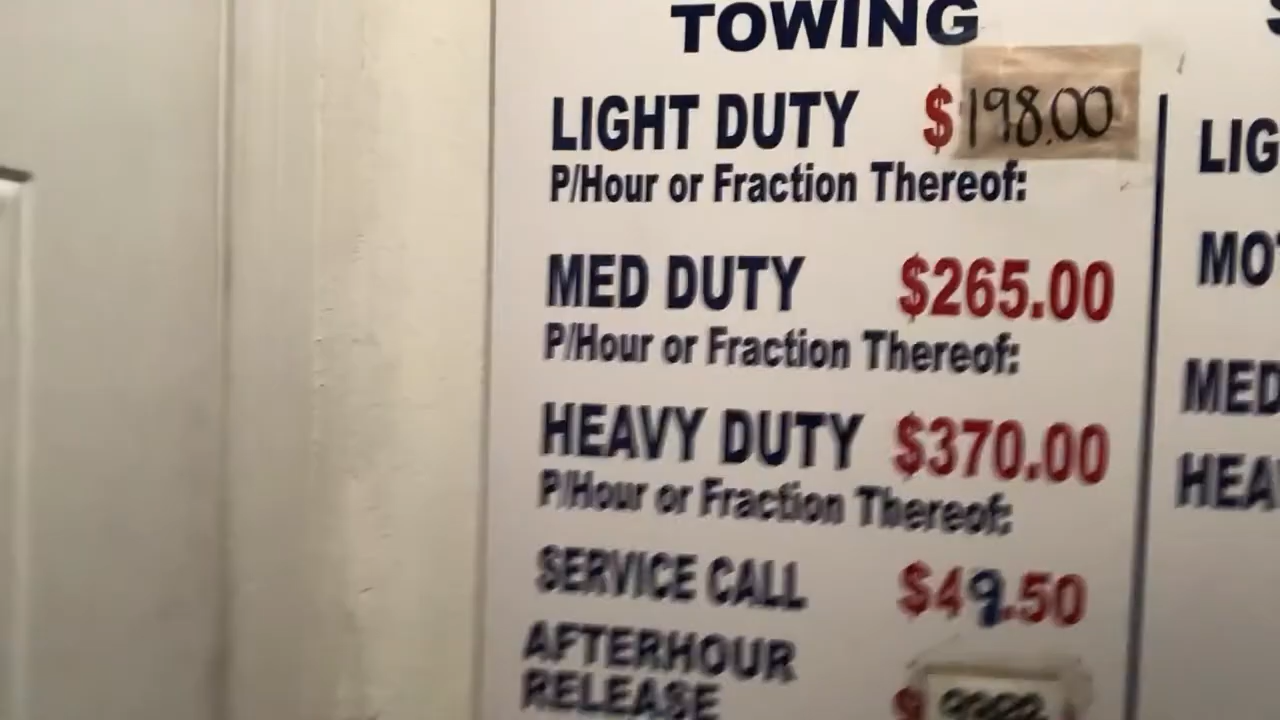 TOWING
LIGHT DUTY $198.00
P/Hour or Fraction Thereof:
MED DUTY $265.00
P/Hour or Fraction Thereof:
HEAVY DUTY $370.00
P/Hour or Fraction Thereof:
SERVICE CALL $49.50
AFTERHOUR
RELEASE $
LIG
MO
MED
HEA